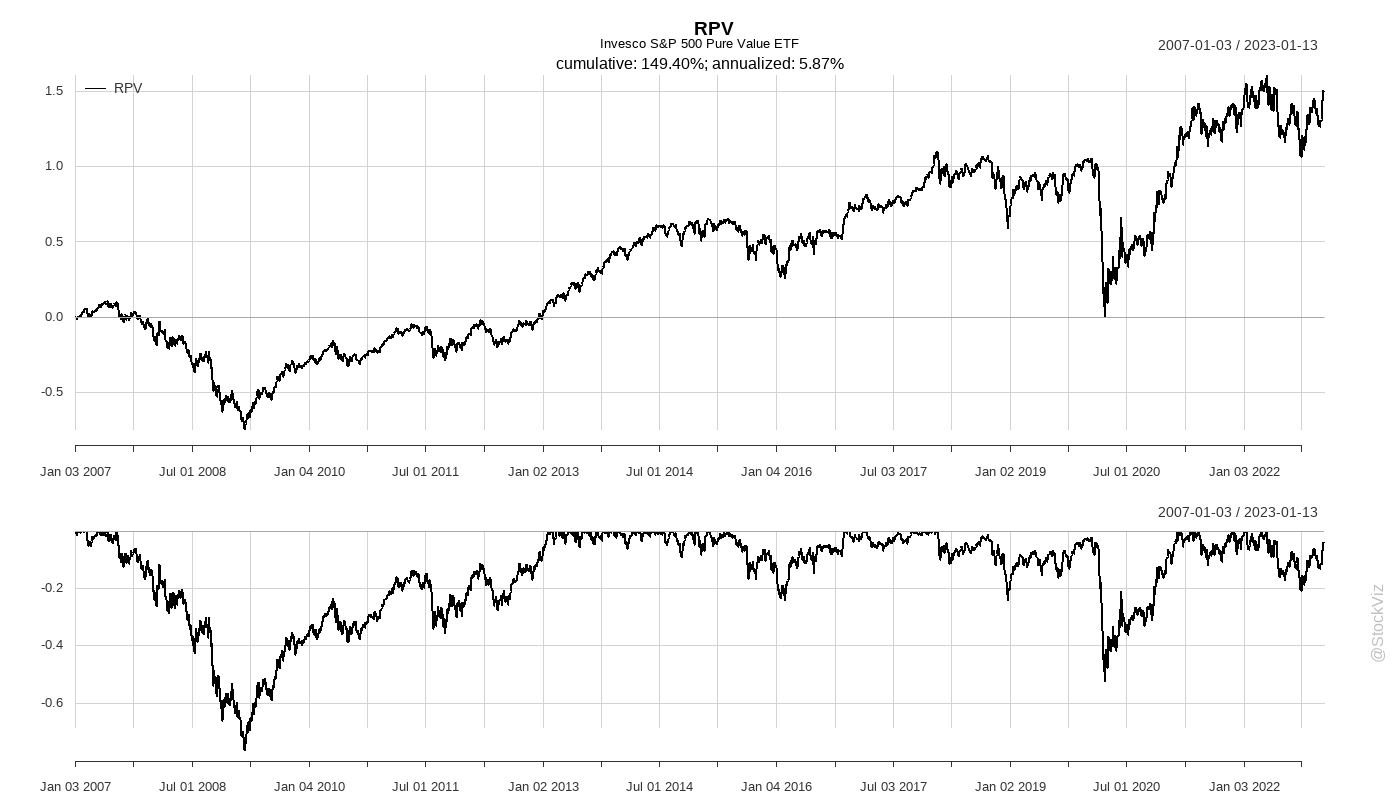 RPV
Invesco S&P 500 Pure Value ETF
2007-01-03 / 2023-01-13
cumulative: 149.40%; annualized: 5.87%
RPV
1.5
1.0
0.5
0.0
-0.5
Jan 03 2007 Jul 01 2008 Jan 04 2010 Jul 01 2011 Jan 02 2013 Jul 01 2014 Jan 04 2016 Jul 03 2017 Jan 02 2019 Jul 01 2020 Jan 03 2022
2007-01-03 / 2023-01-13
-0.2
-0.4
-0.6
Jan 03 2007 Jul 01 2008 Jan 04 2010 Jul 01 2011 Jan 02 2013 Jul 01 2014 Jan 04 2016 Jul 03 2017 Jan 02 2019 Jul 01 2020 Jan 03 2022
@StockViz